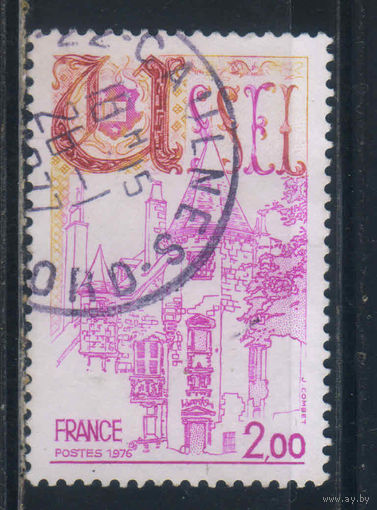 USSEL
FRANCE
2,00
POSTES 1976
J. COMBET
www.ay.by